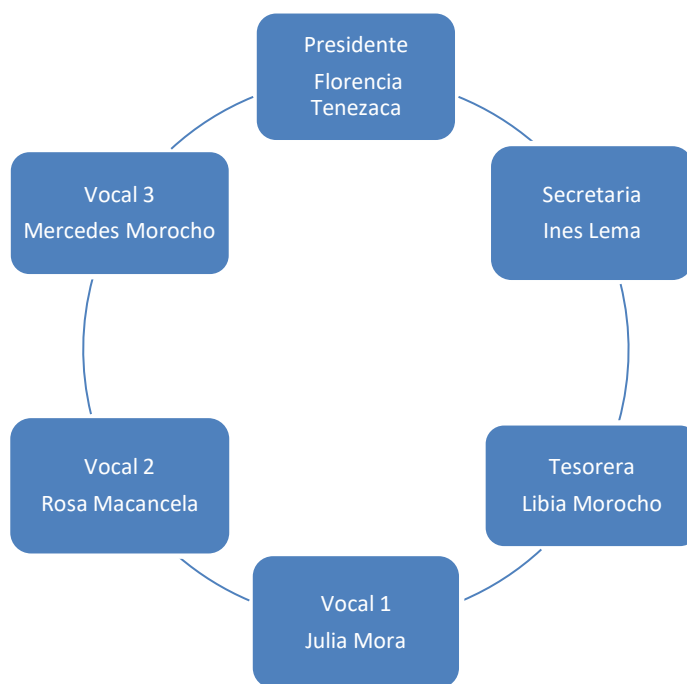 Presidente
Florencia
Tenezaca
Secretaria
Ines Lema
Tesorera
Libia Morocho
Vocal 1
Julia Mora
Vocal 2
Rosa Macancela
Vocal 3
Mercedes Morocho